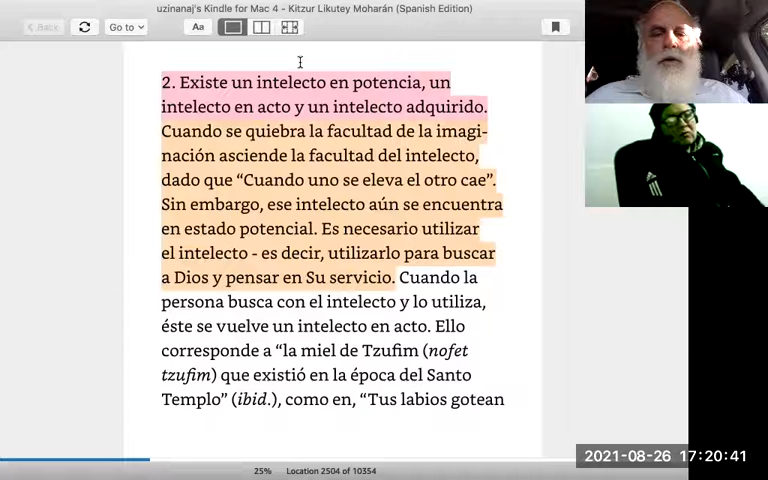 uzinanaj's Kindle for Mac 4 - Kitzur Likutey Moharán (Spanish Edition)
Back Go to Aa
2. Existe un intelecto en potencia, un
intelecto en acto y un intelecto adquirido.
Cuando se quiebra la facultad de la imagi-
nación asciende la facultad del intelecto,
dado que “Cuando uno se eleva el otro cae”.
Sin embargo, ese intelecto aún se encuentra
en estado potencial. Es necesario utilizar
el intelecto - es decir, utilizarlo para buscar
a Dios y pensar en Su servicio. Cuando la
persona busca con el intelecto y lo utiliza,
éste se vuelve un intelecto en acto. Ello
corresponde a “la miel de Tzufim (nofet
tzufim) que existió en la época del Santo
Templo” (ibid.), como en, “Tus labios gotean
25% Location 2504 of 10354
2021-08-26 17:20:41